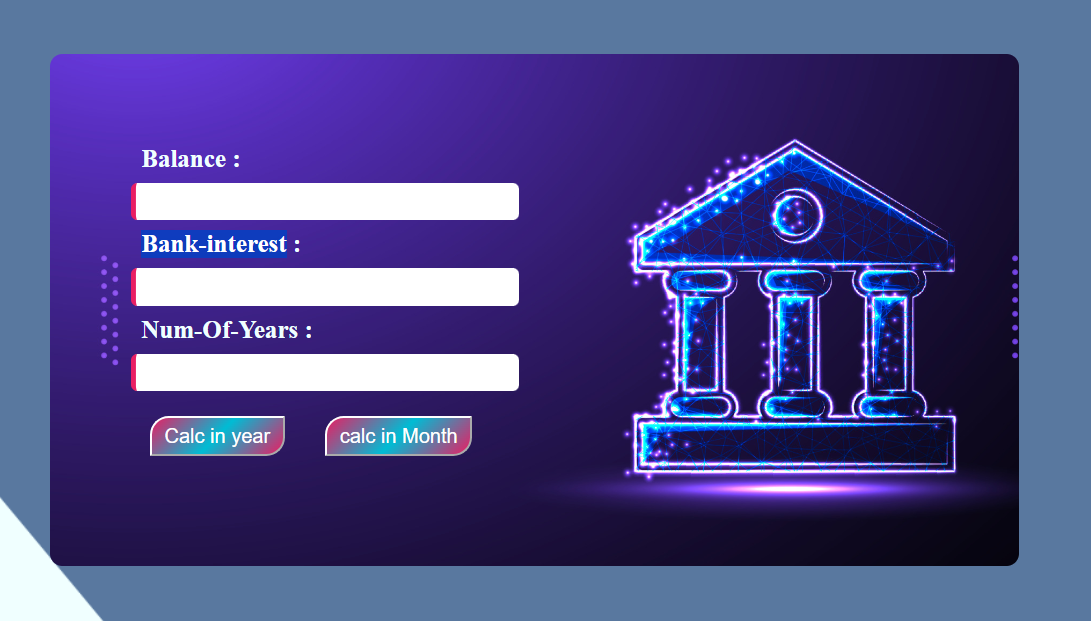 Balance :
Bank-interest :
Num-Of-Years :
Calc in year
calc in Month